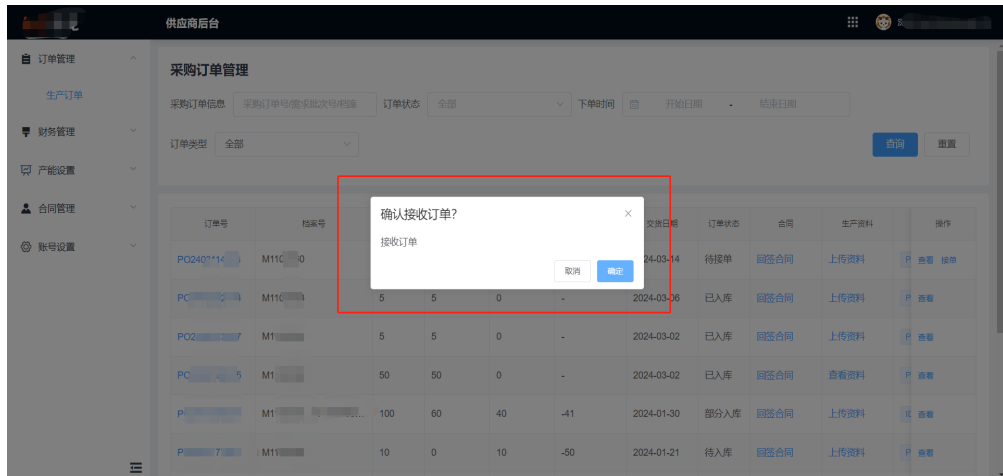 供应商后台
订单管理
生产订单
财务管理
产能设置
合同管理
账号设置
采购订单管理
采购订单信息
订单状态 全部
下单时间 开始日期 - 结束日期
订单类型 全部
查询 重置
确认接收订单?
接收订单
取消 确定
订单号 档案号 交货日期 订单状态 合同 生产资料 操作
24-03-14 待接单 回签合同 上传资料 P 查看 接单
5 5 0 - 2024-03-06 已入库 回签合同 上传资料 P 查看
5 5 0 - 2024-03-02 已入库 回签合同 上传资料 P 查看
50 50 0 - 2024-03-02 已入库 回签合同 查看资料 P 查看
100 60 40 -41 2024-01-30 部分入库 回签合同 上传资料 查看
10 0 10 -50 2024-01-21 待入库 回签合同 上传资料 P 查看